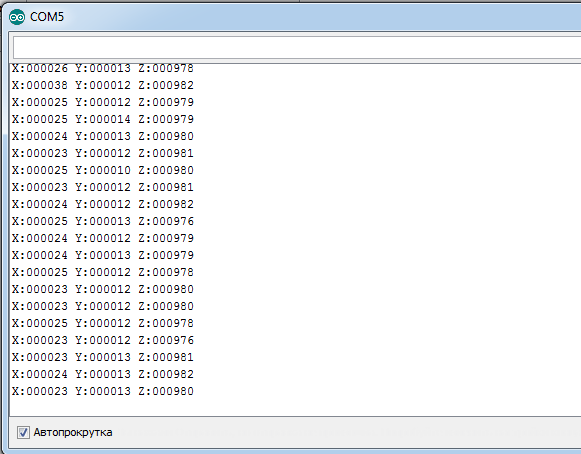 COM5
X:000026 Y:000013 Z:000978
X:000038 Y:000012 Z:000982
X:000025 Y:000012 Z:000979
X:000025 Y:000014 Z:000979
X:000024 Y:000013 Z:000980
X:000023 Y:000012 Z:000981
X:000025 Y:000010 Z:000980
X:000023 Y:000012 Z:000981
X:000024 Y:000012 Z:000982
X:000025 Y:000013 Z:000976
X:000024 Y:000012 Z:000979
X:000024 Y:000013 Z:000979
X:000025 Y:000012 Z:000978
X:000023 Y:000012 Z:000980
X:000023 Y:000012 Z:000980
X:000025 Y:000012 Z:000978
X:000023 Y:000012 Z:000976
X:000023 Y:000013 Z:000981
X:000024 Y:000013 Z:000982
X:000023 Y:000013 Z:000980
Автопрокрутка